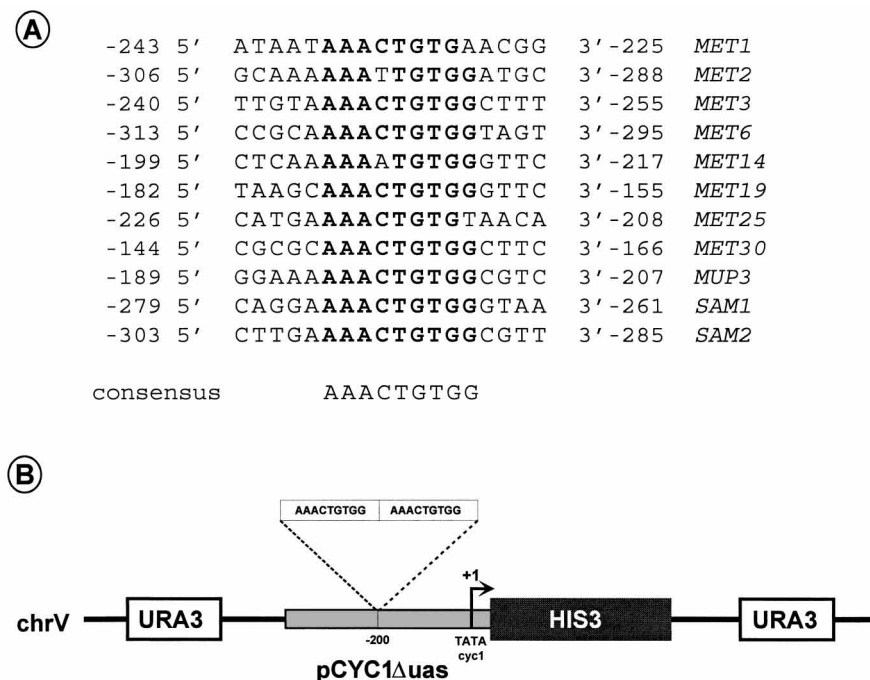 A
-243 5′ ATAATAAACTGTGAACGG 3′-225 MET1
-306 5′ GCAAAAAATTGTGGATGC 3′-288 MET2
-240 5′ TTGTAAAACTGTGGCTTT 3′-255 MET3
-313 5′ CCGCAAAACTGTGGTAGT 3′-295 MET6
-199 5′ CTCAAAAAATGTGGGTTC 3′-217 MET14
-182 5′ TAAGCAAACTGTGGGTTC 3′-155 MET19
-226 5′ CATGAAAACTGTGTAACA 3′-208 MET25
-144 5′ CGCGCAAACTGTGGCTTC 3′-166 MET30
-189 5′ GGAAAAAACTGTGGCGTC 3′-207 MUP3
-279 5′ CAGGAAAACTGTGGGTAA 3′-261 SAM1
-303 5′ CTTGAAAACTGTGGCGTT 3′-285 SAM2
consensus AAACTGTGG
B
AAACTGTGG AAACTGTGG
+1
chrV URA3 HIS3 URA3
-200 TATA
cyc1
pCYC1Δuas